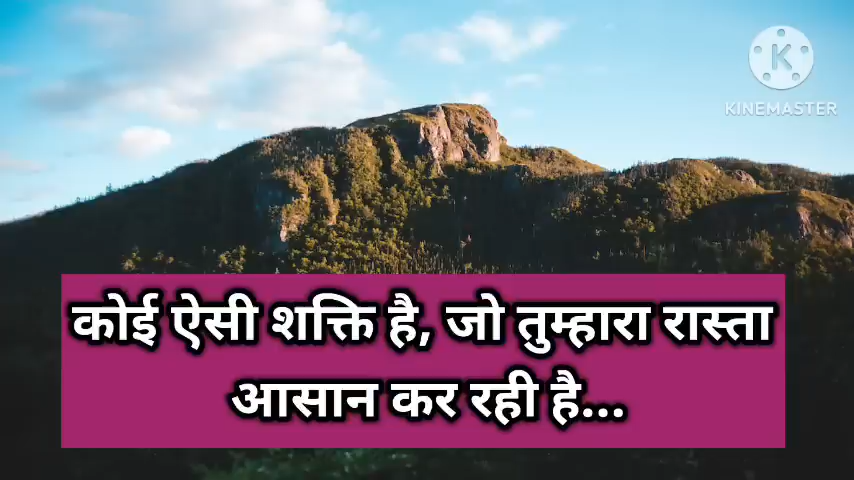 KINEMASTER
कोई ऐसी शक्ति है, जो तुम्हारा रास्ता
आसान कर रही है...